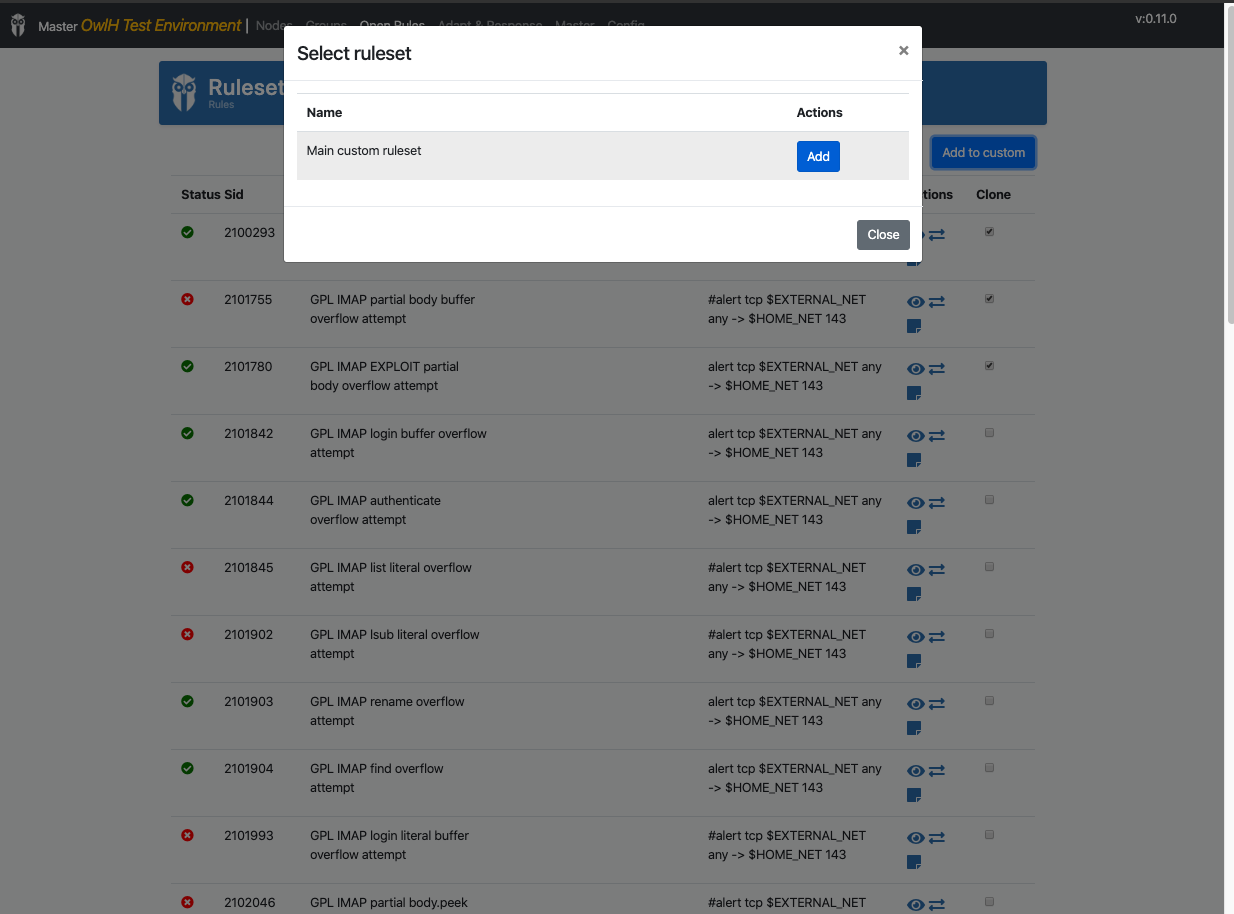 Master OwlH Test Environment | Nodes Groups Open Rules Adapt & Response Master Config v:0.11.0
Select ruleset ×
Ruleset
Rules
Name Actions
Main custom ruleset Add
Add to custom
Status Sid tions Clone
Close
2100293
2101755 GPL IMAP partial body buffer #alert tcp $EXTERNAL_NET
overflow attempt any -> $HOME_NET 143
2101780 GPL IMAP EXPLOIT partial alert tcp $EXTERNAL_NET any
body overflow attempt -> $HOME_NET 143
2101842 GPL IMAP login buffer overflow alert tcp $EXTERNAL_NET any
attempt -> $HOME_NET 143
2101844 GPL IMAP authenticate alert tcp $EXTERNAL_NET any
overflow attempt -> $HOME_NET 143
2101845 GPL IMAP list literal overflow #alert tcp $EXTERNAL_NET
attempt any -> $HOME_NET 143
2101902 GPL IMAP lsub literal overflow #alert tcp $EXTERNAL_NET
attempt any -> $HOME_NET 143
2101903 GPL IMAP rename overflow alert tcp $EXTERNAL_NET any
attempt -> $HOME_NET 143
2101904 GPL IMAP find overflow alert tcp $EXTERNAL_NET any
attempt -> $HOME_NET 143
2101993 GPL IMAP login literal buffer #alert tcp $EXTERNAL_NET
overflow attempt any -> $HOME_NET 143
2102046 GPL IMAP partial body.peek #alert tcp $EXTERNAL_NET